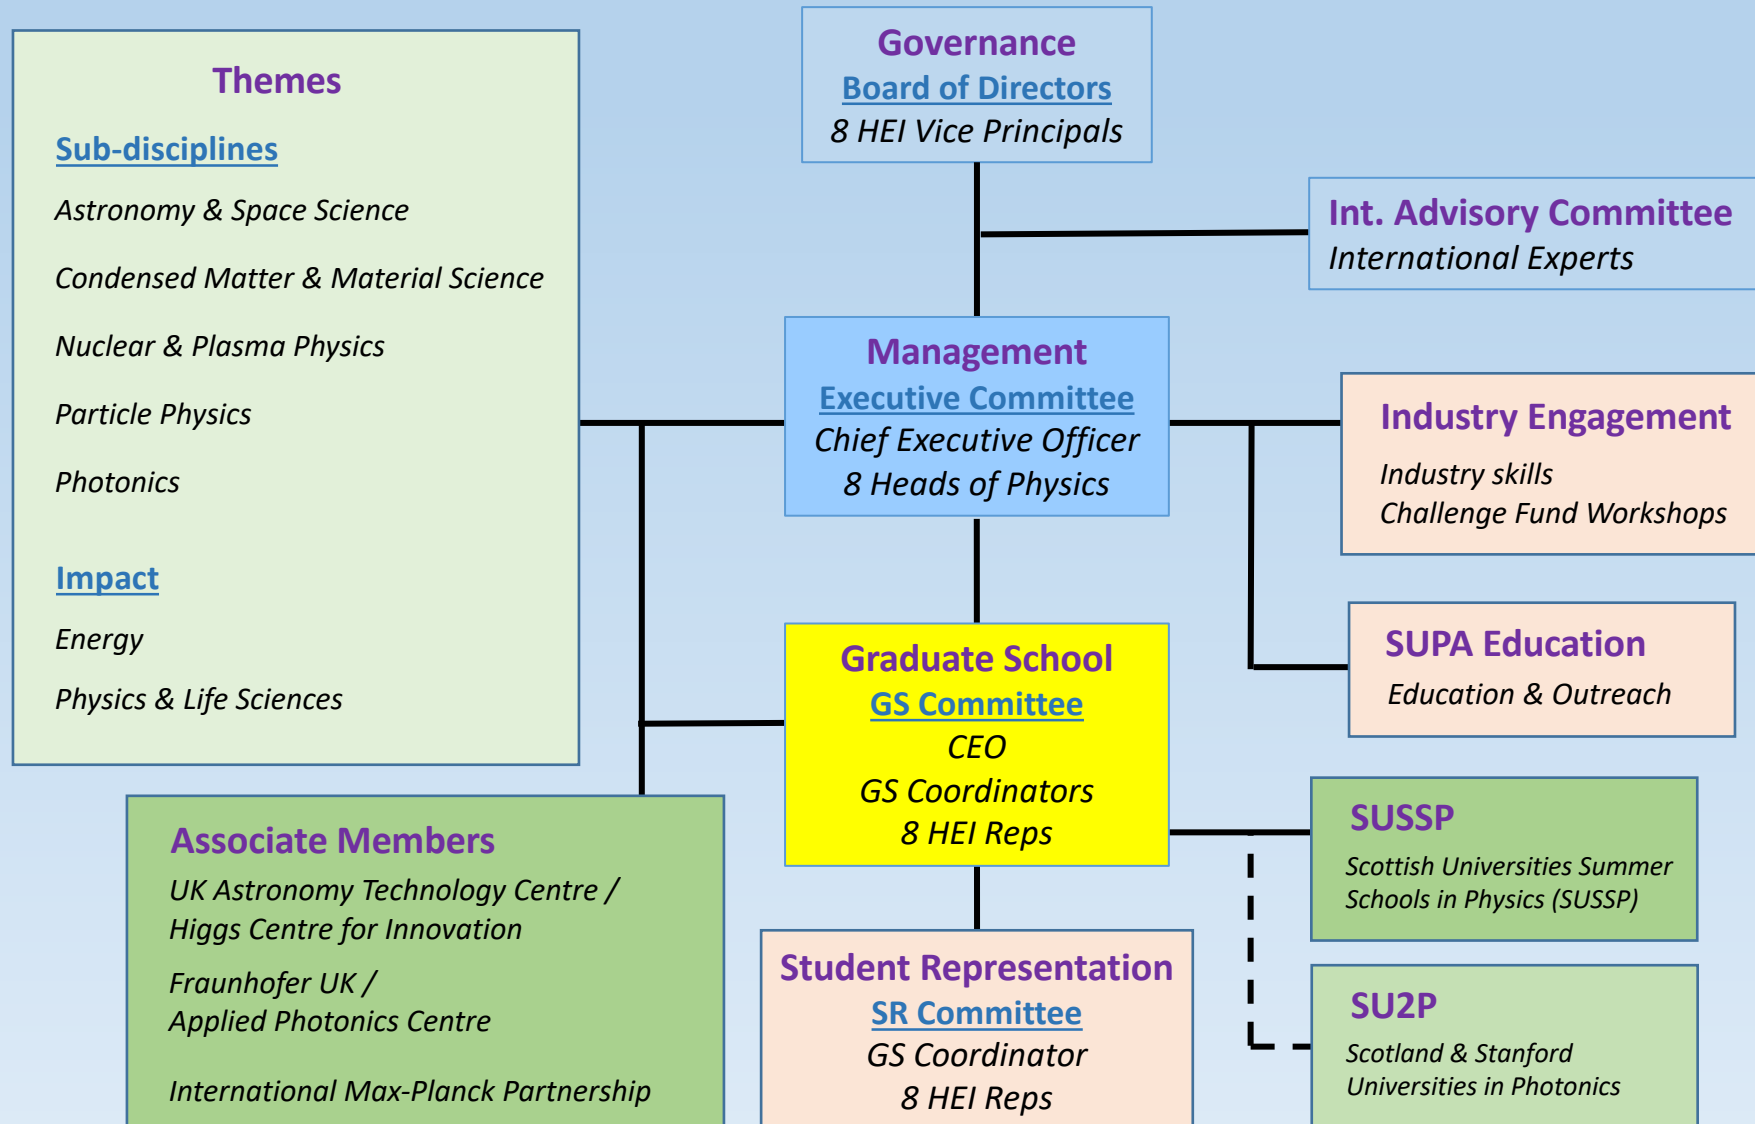 Themes
Sub-disciplines
Astronomy & Space Science
Condensed Matter & Material Science
Nuclear & Plasma Physics
Particle Physics
Photonics
Impact
Energy
Physics & Life Sciences
Governance
Board of Directors
8 HEI Vice Principals
Int. Advisory Committee
International Experts
Management
Executive Committee
Chief Executive Officer
8 Heads of Physics
Industry Engagement
Industry skills
Challenge Fund Workshops
SUPA Education
Education & Outreach
Graduate School
GS Committee
CEO
GS Coordinators
8 HEI Reps
Associate Members
UK Astronomy Technology Centre /
Higgs Centre for Innovation
Fraunhofer UK /
Applied Photonics Centre
International Max-Planck Partnership
Student Representation
SR Committee
GS Coordinator
8 HEI Reps
SUSSP
Scottish Universities Summer
Schools in Physics (SUSSP)
SU2P
Scotland & Stanford
Universities in Photonics